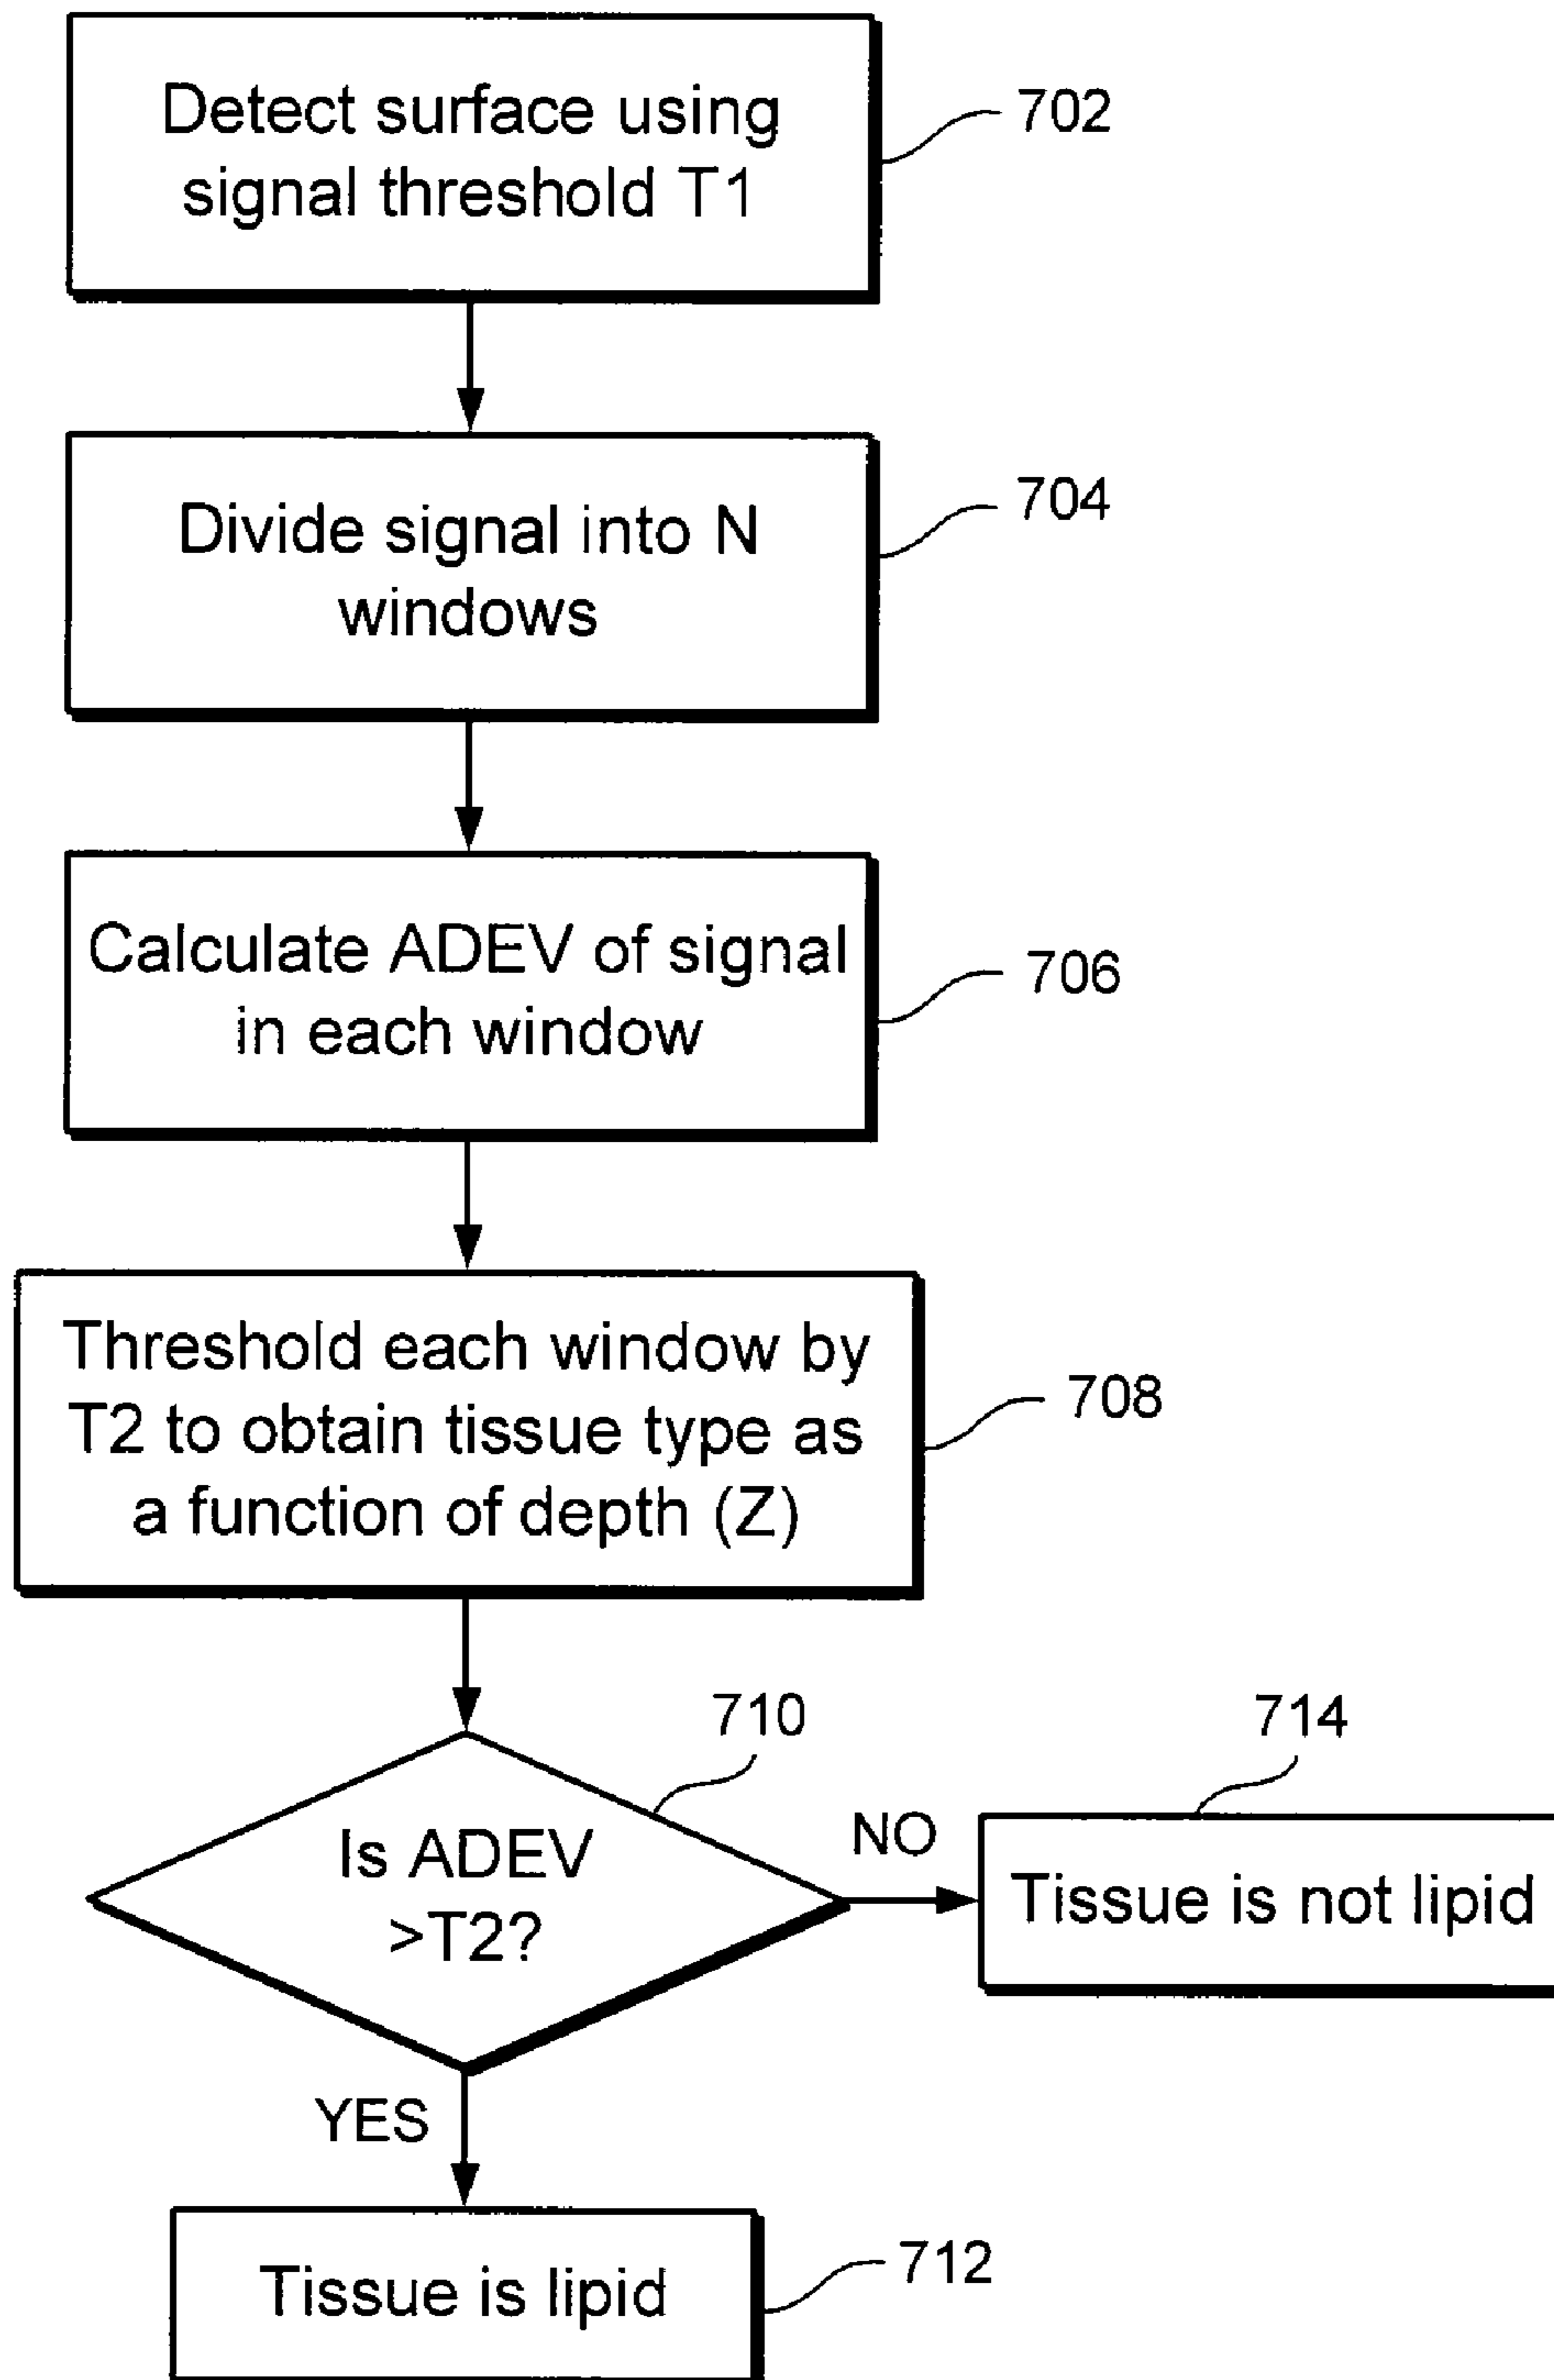 Detect surface using
signal threshold T1
702
Divide signal into N
windows
704
Calculate ADEV of signal
in each window
706
Threshold each window by
T2 to obtain tissue type as
a function of depth (Z)
708
710
Is ADEV
>T2?
NO
714
Tissue is not lipid
YES
Tissue is lipid
712